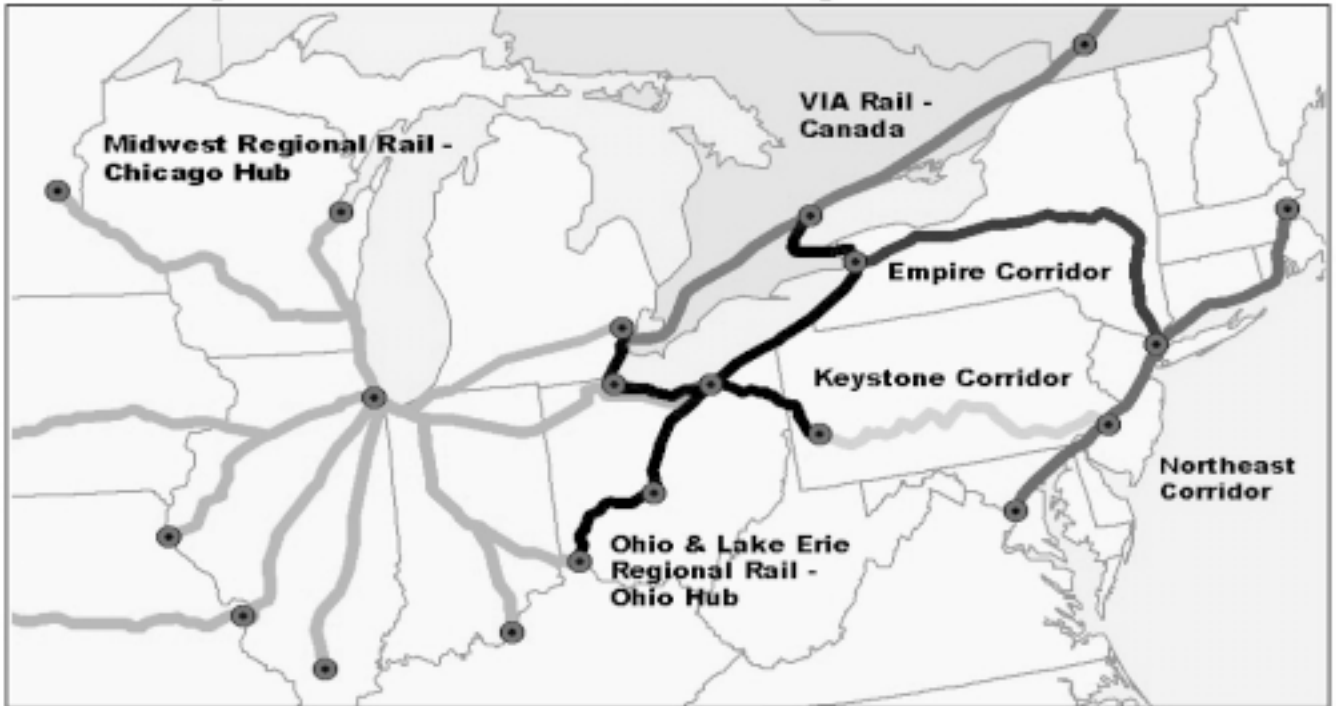 VIA Rail -
Canada
Midwest Regional Rail -
Chicago Hub
Empire Corridor
Keystone Corridor
Northeast
Corridor
Ohio & Lake Erie
Regional Rail -
Ohio Hub